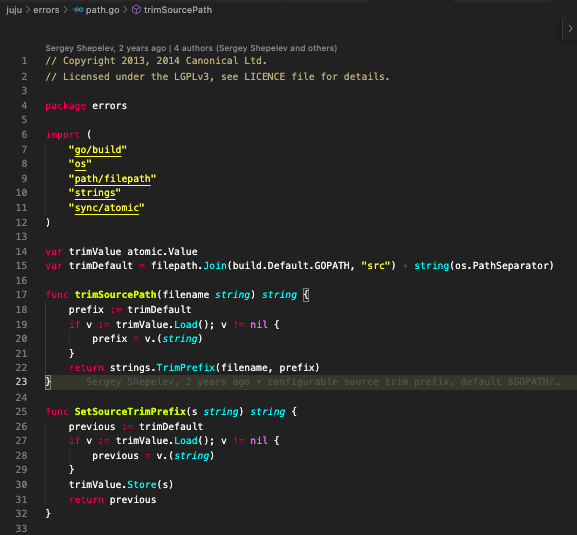 juju > errors > path.go > trimSourcePath
Sergey Shepelev, 2 years ago | 4 authors (Sergey Shepelev and others)
1 // Copyright 2013, 2014 Canonical Ltd.
2 // Licensed under the LGPLv3, see LICENCE file for details.
3
4 package errors
5
6 import (
7     "go/build"
8     "os"
9     "path/filepath"
10     "strings"
11     "sync/atomic"
12 )
13
14 var trimValue atomic.Value
15 var trimDefault = filepath.Join(build.Default.GOPATH, "src") + string(os.PathSeparator)
16
17 func trimSourcePath(filename string) string {
18     prefix := trimDefault
19     if v := trimValue.Load(); v != nil {
20         prefix = v.(string)
21     }
22     return strings.TrimPrefix(filename, prefix)
23 }     Sergey Shepelev, 2 years ago • configurable source trim prefix, default $GOPATH/…
24
25 func SetSourceTrimPrefix(s string) string {
26     previous := trimDefault
27     if v := trimValue.Load(); v != nil {
28         previous = v.(string)
29     }
30     trimValue.Store(s)
31     return previous
32 }
33